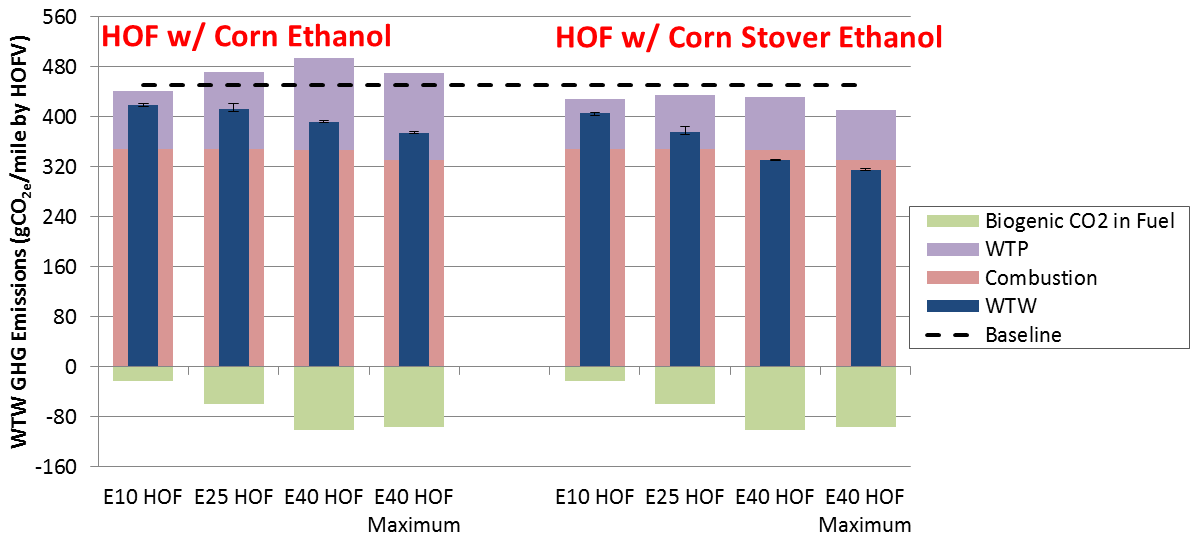 WTW GHG Emissions (gCO2e/mile by HOFV)
560
480
400
320
240
160
80
0
-80
-160
HOF w/ Corn Ethanol
HOF w/ Corn Stover Ethanol
E10 HOF
E25 HOF
E40 HOF
E40 HOF
Maximum
E10 HOF
E25 HOF
E40 HOF
E40 HOF
Maximum
Biogenic CO2 in Fuel
WTP
Combustion
WTW
Baseline